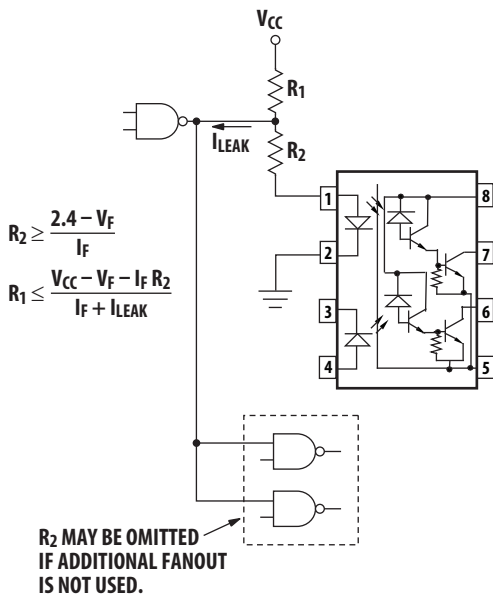 VCC
R1
ILEAK
R2
1
8
2
7
3
6
4
5
R2 ≥ 2.4 – VF / IF
R1 ≤ VCC – VF – IF R2 / IF + ILEAK
R2 MAY BE OMITTED
IF ADDITIONAL FANOUT
IS NOT USED.